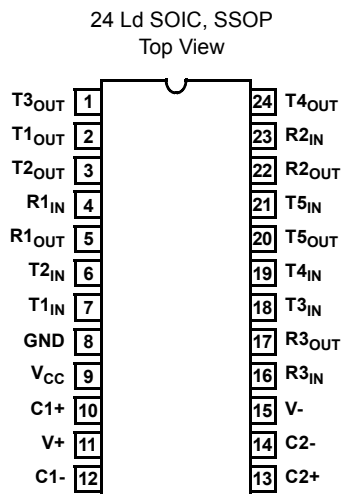 24 Ld SOIC, SSOP
Top View
T3OUT 1 24 T4OUT
T1OUT 2 23 R2IN
T2OUT 3 22 R2OUT
R1IN 4 21 T5IN
R1OUT 5 20 T5OUT
T2IN 6 19 T4IN
T1IN 7 18 T3IN
GND 8 17 R3OUT
VCC 9 16 R3IN
C1+ 10 15 V-
V+ 11 14 C2-
C1- 12 13 C2+